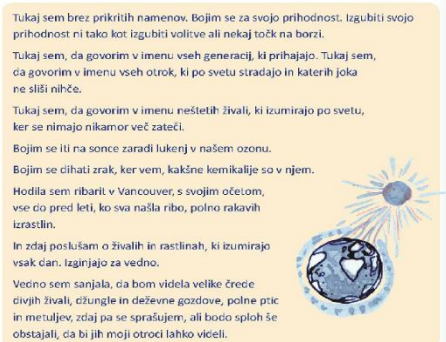 Tukaj sem brez prikritih namenov. Bojim se za svojo prihodnost. Izgubiti svojo
prihodnost ni tako kot izgubiti volitve ali nekaj točk na borzi.
Tukaj sem, da govorim v imenu vseh generacij, ki prihajajo. Tukaj sem,
da govorim v imenu vseh otrok, ki po svetu stradajo in katerih joka
ne sliši nihče.
Tukaj sem, da govorim v imenu neštetih živali, ki izumirajo po svetu,
ker se nimajo nikamor več zateči.
Bojim se iti na sonce zaradi lukenj v našem ozonu.
Bojim se dihati zrak, ker vem, kakšne kemikalije so v njem.
Hodila sem ribarit v Vancouver, s svojim očetom,
vse do pred leti, ko sva našla ribo, polno rakavih
izrastlin.
In zdaj poslušam o živalih in rastlinah, ki izumirajo
vsak dan. Izginjajo za vedno.
Vedno sem sanjala, da bom videla velike črede
divjih živali, džungle in deževne gozdove, polne ptic
in metuljev, zdaj pa se sprašujem, ali bodo sploh še
obstajali, da bi jih moji otroci lahko videli.